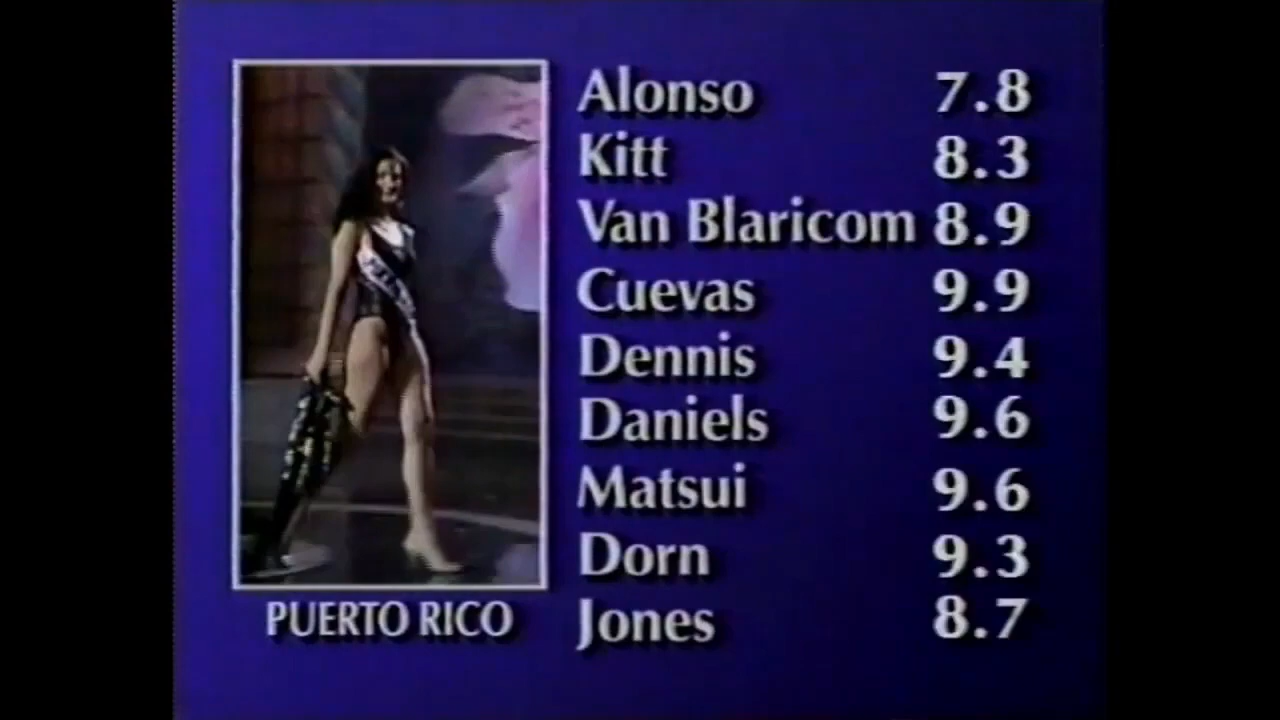 Alonso 7.8
Kitt 8.3
Van Blaricom 8.9
Cuevas 9.9
Dennis 9.4
Daniels 9.6
Matsui 9.6
Dorn 9.3
Jones 8.7
PUERTO RICO